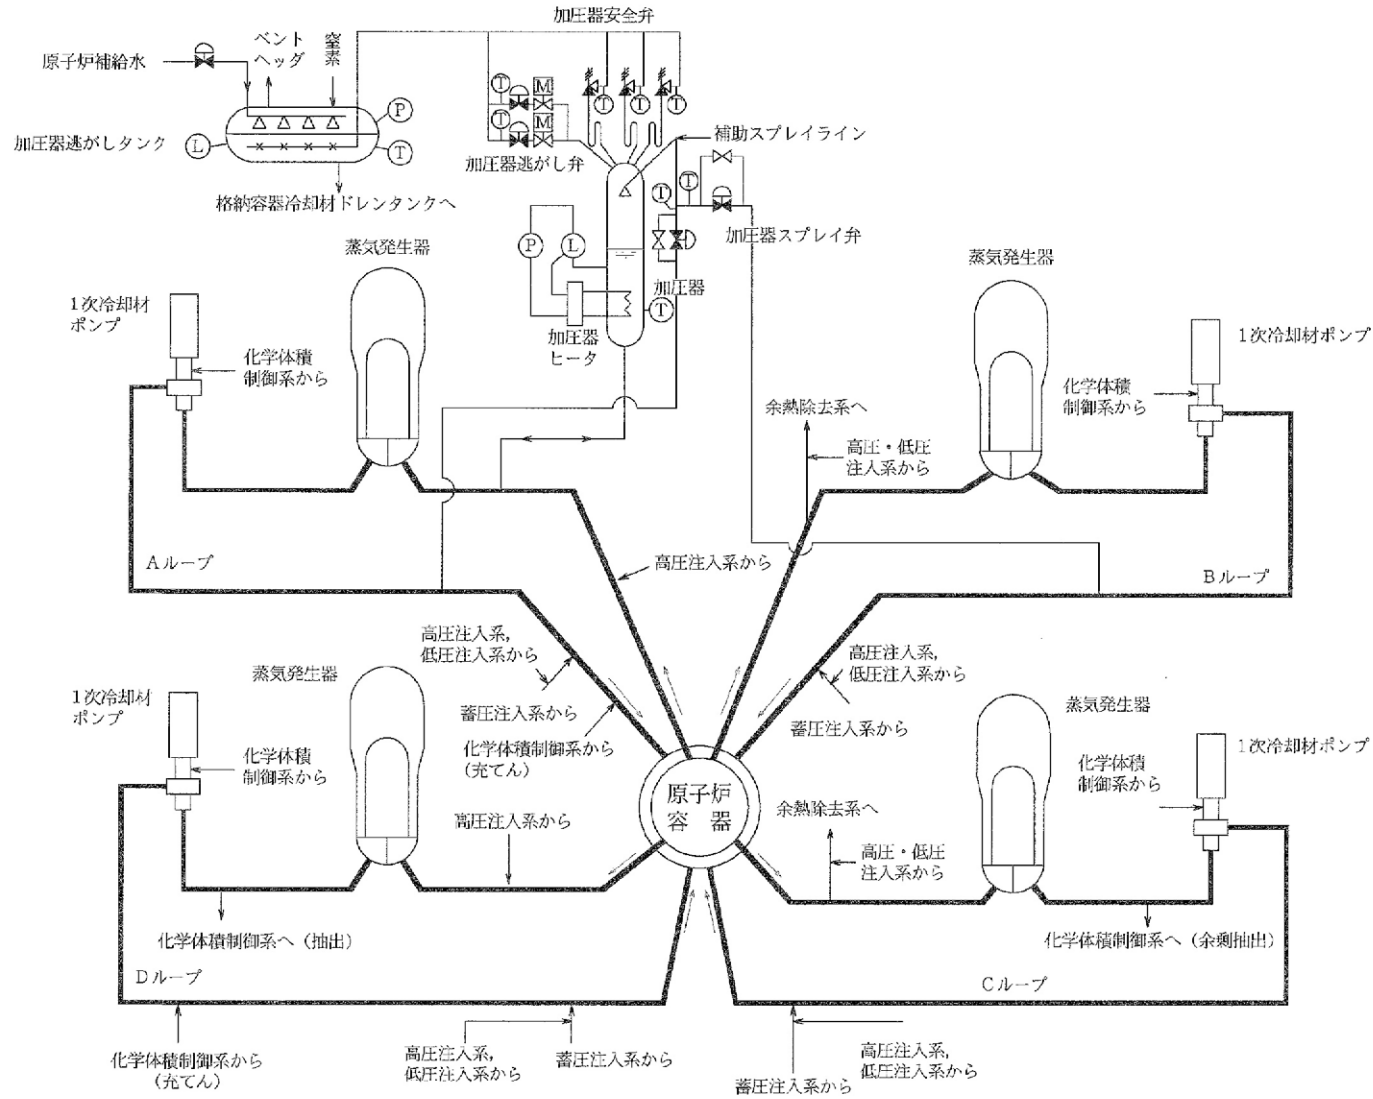 加圧器安全弁
ベント
ヘッダ
窒素
原子炉補給水
P
T
M
T
T
T
T
M
加圧器逃がしタンク
L
T
補助スプレイライン
加圧器逃がし弁
T
T
格納容器冷却材ドレンタンクへ
加圧器スプレイ弁
P
L
蒸気発生器
蒸気発生器
加圧器
T
1次冷却材
ポンプ
加圧器
ヒータ
1次冷却材ポンプ
化学体積
制御系から
化学体積
制御系から
余熱除去系へ
高圧・低圧
注入系から
Aループ
高圧注入系から
Bループ
高圧注入系,
低圧注入系から
高圧注入系,
低圧注入系から
蒸気発生器
1次冷却材
ポンプ
蓄圧注入系から
蓄圧注入系から
蒸気発生器
化学体積制御系から
(充てん)
1次冷却材ポンプ
化学体積
制御系から
化学体積
制御系から
原子炉
容器
余熱除去系へ
高圧注入系から
高圧・低圧
注入系から
化学体積制御系へ(抽出)
化学体積制御系へ(余剰抽出)
Dループ
Cループ
化学体積制御系から
(充てん)
高圧注入系,
低圧注入系から
蓄圧注入系から
蓄圧注入系から
高圧注入系,
低圧注入系から